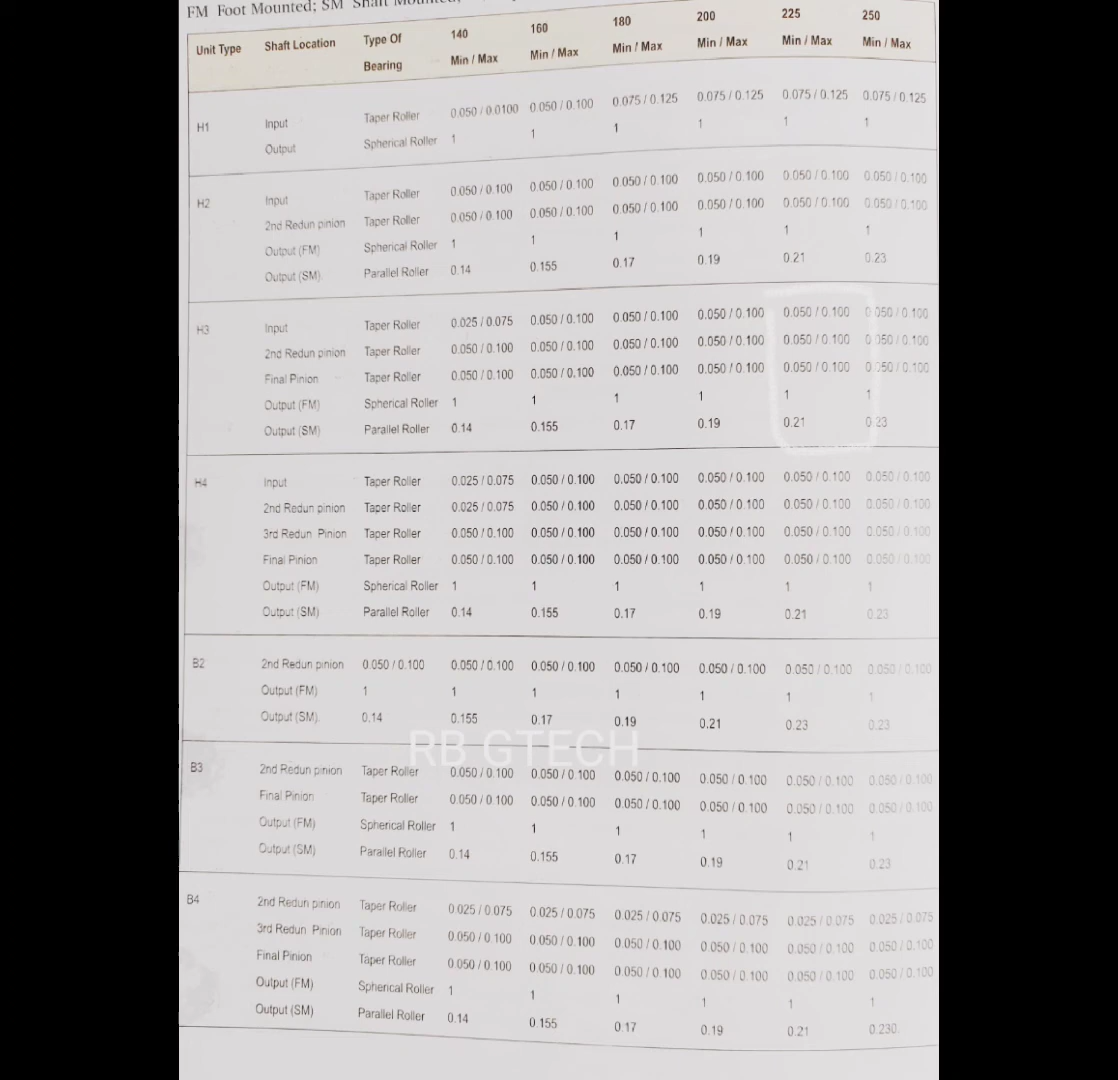 FM Foot Mounted; SM Shaft Mounted;
Unit Type Shaft Location Type Of Bearing 140 Min / Max 160 Min / Max 180 Min / Max 200 Min / Max 225 Min / Max 250 Min / Max
H1 Input Taper Roller 0.050 / 0.0100 0.050 / 0.100 0.075 / 0.125 0.075 / 0.125 0.075 / 0.125 0.075 / 0.125
Output Spherical Roller 1 1 1 1 1 1
H2 Input Taper Roller 0.050 / 0.100 0.050 / 0.100 0.050 / 0.100 0.050 / 0.100 0.050 / 0.100 0.050 / 0.100
2nd Redun pinion Taper Roller 0.050 / 0.100 0.050 / 0.100 0.050 / 0.100 0.050 / 0.100 0.050 / 0.100 0.050 / 0.100
Output (FM) Spherical Roller 1 1 1 1 1 1
Output (SM). Parallel Roller 0.14 0.155 0.17 0.19 0.21 0.23
H3 Input Taper Roller 0.025 / 0.075 0.050 / 0.100 0.050 / 0.100 0.050 / 0.100 0.050 / 0.100 0.050 / 0.100
2nd Redun pinion Taper Roller 0.050 / 0.100 0.050 / 0.100 0.050 / 0.100 0.050 / 0.100 0.050 / 0.100 0.050 / 0.100
Final Pinion Taper Roller 0.050 / 0.100 0.050 / 0.100 0.050 / 0.100 0.050 / 0.100 0.050 / 0.100 0.050 / 0.100
Output (FM) Spherical Roller 1 1 1 1 1 1
Output (SM) Parallel Roller 0.14 0.155 0.17 0.19 0.21 0.23
H4 Input Taper Roller 0.025 / 0.075 0.050 / 0.100 0.050 / 0.100 0.050 / 0.100 0.050 / 0.100 0.050 / 0.100
2nd Redun pinion Taper Roller 0.025 / 0.075 0.050 / 0.100 0.050 / 0.100 0.050 / 0.100 0.050 / 0.100 0.050 / 0.100
3rd Redun Pinion Taper Roller 0.050 / 0.100 0.050 / 0.100 0.050 / 0.100 0.050 / 0.100 0.050 / 0.100 0.050 / 0.100
Final Pinion Taper Roller 0.050 / 0.100 0.050 / 0.100 0.050 / 0.100 0.050 / 0.100 0.050 / 0.100 0.050 / 0.100
Output (FM) Spherical Roller 1 1 1 1 1 1
Output (SM) Parallel Roller 0.14 0.155 0.17 0.19 0.21 0.23
B2 2nd Redun pinion 0.050 / 0.100 0.050 / 0.100 0.050 / 0.100 0.050 / 0.100 0.050 / 0.100 0.050 / 0.100 0.050 / 0.100
Output (FM) 1 1 1 1 1 1 1
Output (SM). 0.14 0.155 0.17 0.19 0.21 0.23 0.23
RB GTECH
B3 2nd Redun pinion Taper Roller 0.050 / 0.100 0.050 / 0.100 0.050 / 0.100 0.050 / 0.100 0.050 / 0.100 0.050 / 0.100
Final Pinion Taper Roller 0.050 / 0.100 0.050 / 0.100 0.050 / 0.100 0.050 / 0.100 0.050 / 0.100 0.050 / 0.100
Output (FM) Spherical Roller 1 1 1 1 1 1
Output (SM) Parallel Roller 0.14 0.155 0.17 0.19 0.21 0.23
B4 2nd Redun pinion Taper Roller 0.025 / 0.075 0.025 / 0.075 0.025 / 0.075 0.025 / 0.075 0.025 / 0.075 0.025 / 0.075
3rd Redun Pinion Taper Roller 0.050 / 0.100 0.050 / 0.100 0.050 / 0.100 0.050 / 0.100 0.050 / 0.100 0.050 / 0.100
Final Pinion Taper Roller 0.050 / 0.100 0.050 / 0.100 0.050 / 0.100 0.050 / 0.100 0.050 / 0.100 0.050 / 0.100
Output (FM) Spherical Roller 1 1 1 1 1 1
Output (SM) Parallel Roller 0.14 0.155 0.17 0.19 0.21 0.230.